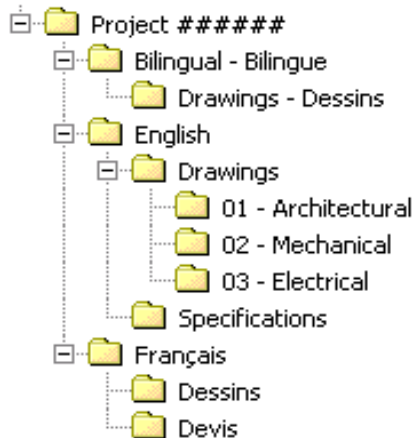 Project ######
Bilingual - Bilingue
Drawings - Dessins
English
Drawings
01 - Architectural
02 - Mechanical
03 - Electrical
Specifications
Français
Dessins
Devis